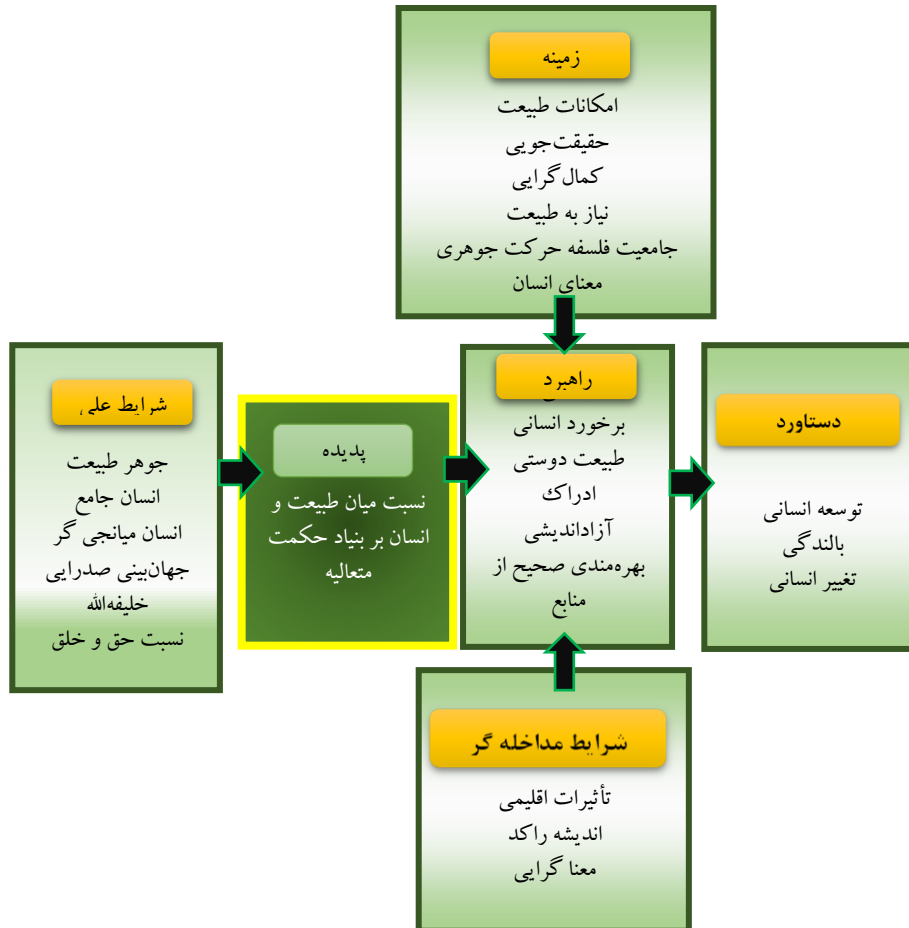 زمینه
امکانات طبیعت
حقیقت‌جویی
کمال‌گرایی
نیاز به طبیعت
جامعیت فلسفه حرکت جوهری
معنای انسان
شرایط علی
جوهر طبیعت
انسان جامع
انسان میانجی گر
جهان‌بینی صدرایی
خلیفه‌الله
نسبت حق و خلق
پدیده
نسبت میان طبیعت و
انسان بر بنیاد حکمت
متعالیه
راهبرد
برخورد انسانی
طبیعت دوستی
ادراک
آزاداندیشی
بهره‌مندی صحیح از
منابع
دستاورد
توسعه انسانی
بالندگی
تغییر انسانی
شرایط مداخله گر
تأثیرات اقلیمی
اندیشه راکد
معنا گرایی